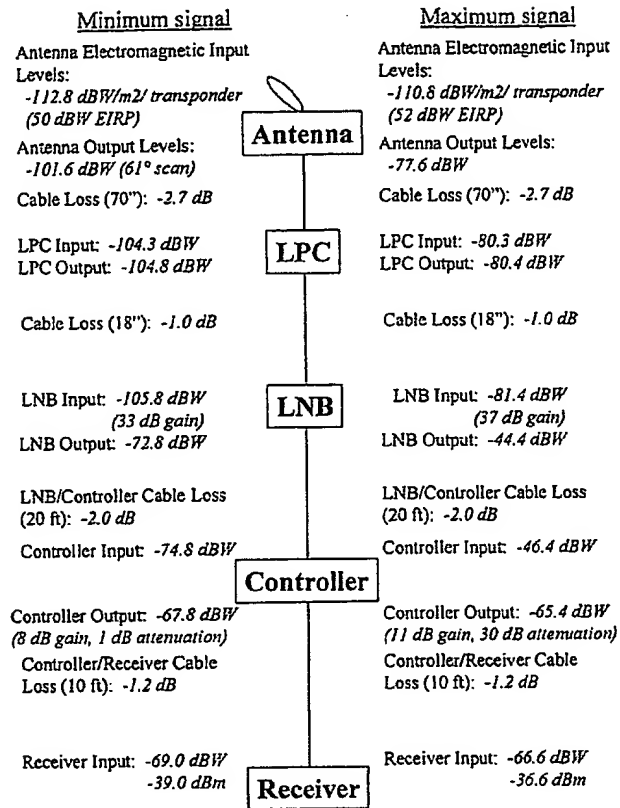 Minimum signal
Antenna Electromagnetic Input
Levels:
-112.8 dBW/m2/ transponder
(50 dBW EIRP)
Antenna Output Levels:
-101.6 dBW (61° scan)
Cable Loss (70"): -2.7 dB
LPC Input: -104.3 dBW
LPC Output: -104.8 dBW
Cable Loss (18"): -1.0 dB
LNB Input: -105.8 dBW
(33 dB gain)
LNB Output: -72.8 dBW
LNB/Controller Cable Loss
(20 ft): -2.0 dB
Controller Input: -74.8 dBW
Controller Output: -67.8 dBW
(8 dB gain, 1 dB attenuation)
Controller/Receiver Cable
Loss (10 ft): -1.2 dB
Receiver Input: -69.0 dBW
-39.0 dBm
Antenna
LPC
LNB
Controller
Receiver
Maximum signal
Antenna Electromagnetic Input
Levels:
-110.8 dBW/m2/ transponder
(52 dBW EIRP)
Antenna Output Levels:
-77.6 dBW
Cable Loss (70"): -2.7 dB
LPC Input: -80.3 dBW
LPC Output: -80.4 dBW
Cable Loss (18"): -1.0 dB
LNB Input: -81.4 dBW
(37 dB gain)
LNB Output: -44.4 dBW
LNB/Controller Cable Loss
(20 ft): -2.0 dB
Controller Input: -46.4 dBW
Controller Output: -65.4 dBW
(11 dB gain, 30 dB attenuation)
Controller/Receiver Cable
Loss (10 ft): -1.2 dB
Receiver Input: -66.6 dBW
-36.6 dBm